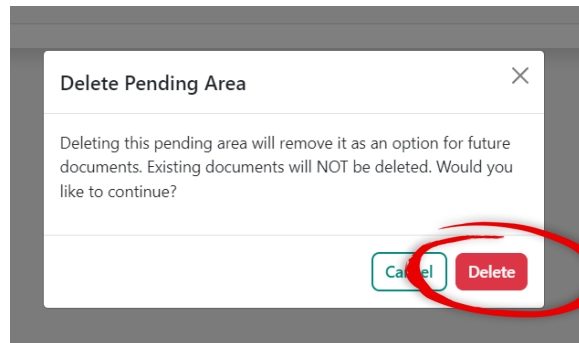 Delete Pending Area
Deleting this pending area will remove it as an option for future
documents. Existing documents will NOT be deleted. Would you
like to continue?
Cancel
Delete